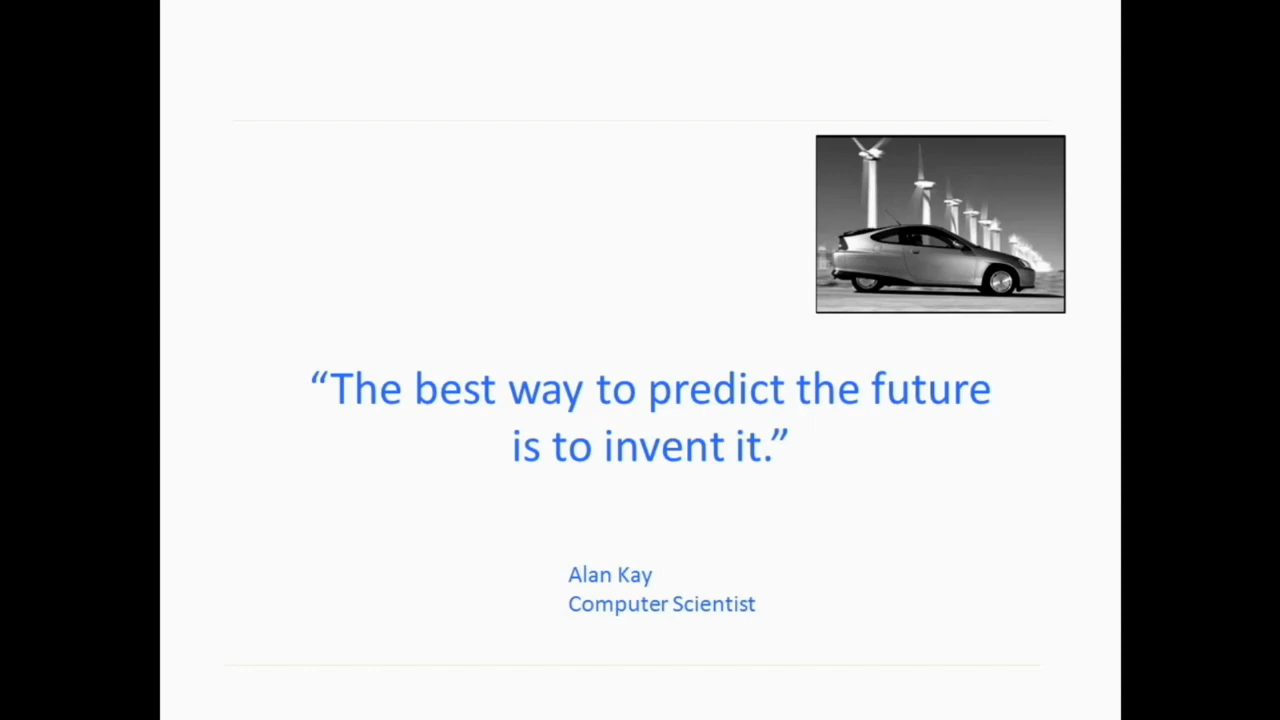 “The best way to predict the future
is to invent it.”
Alan Kay
Computer Scientist